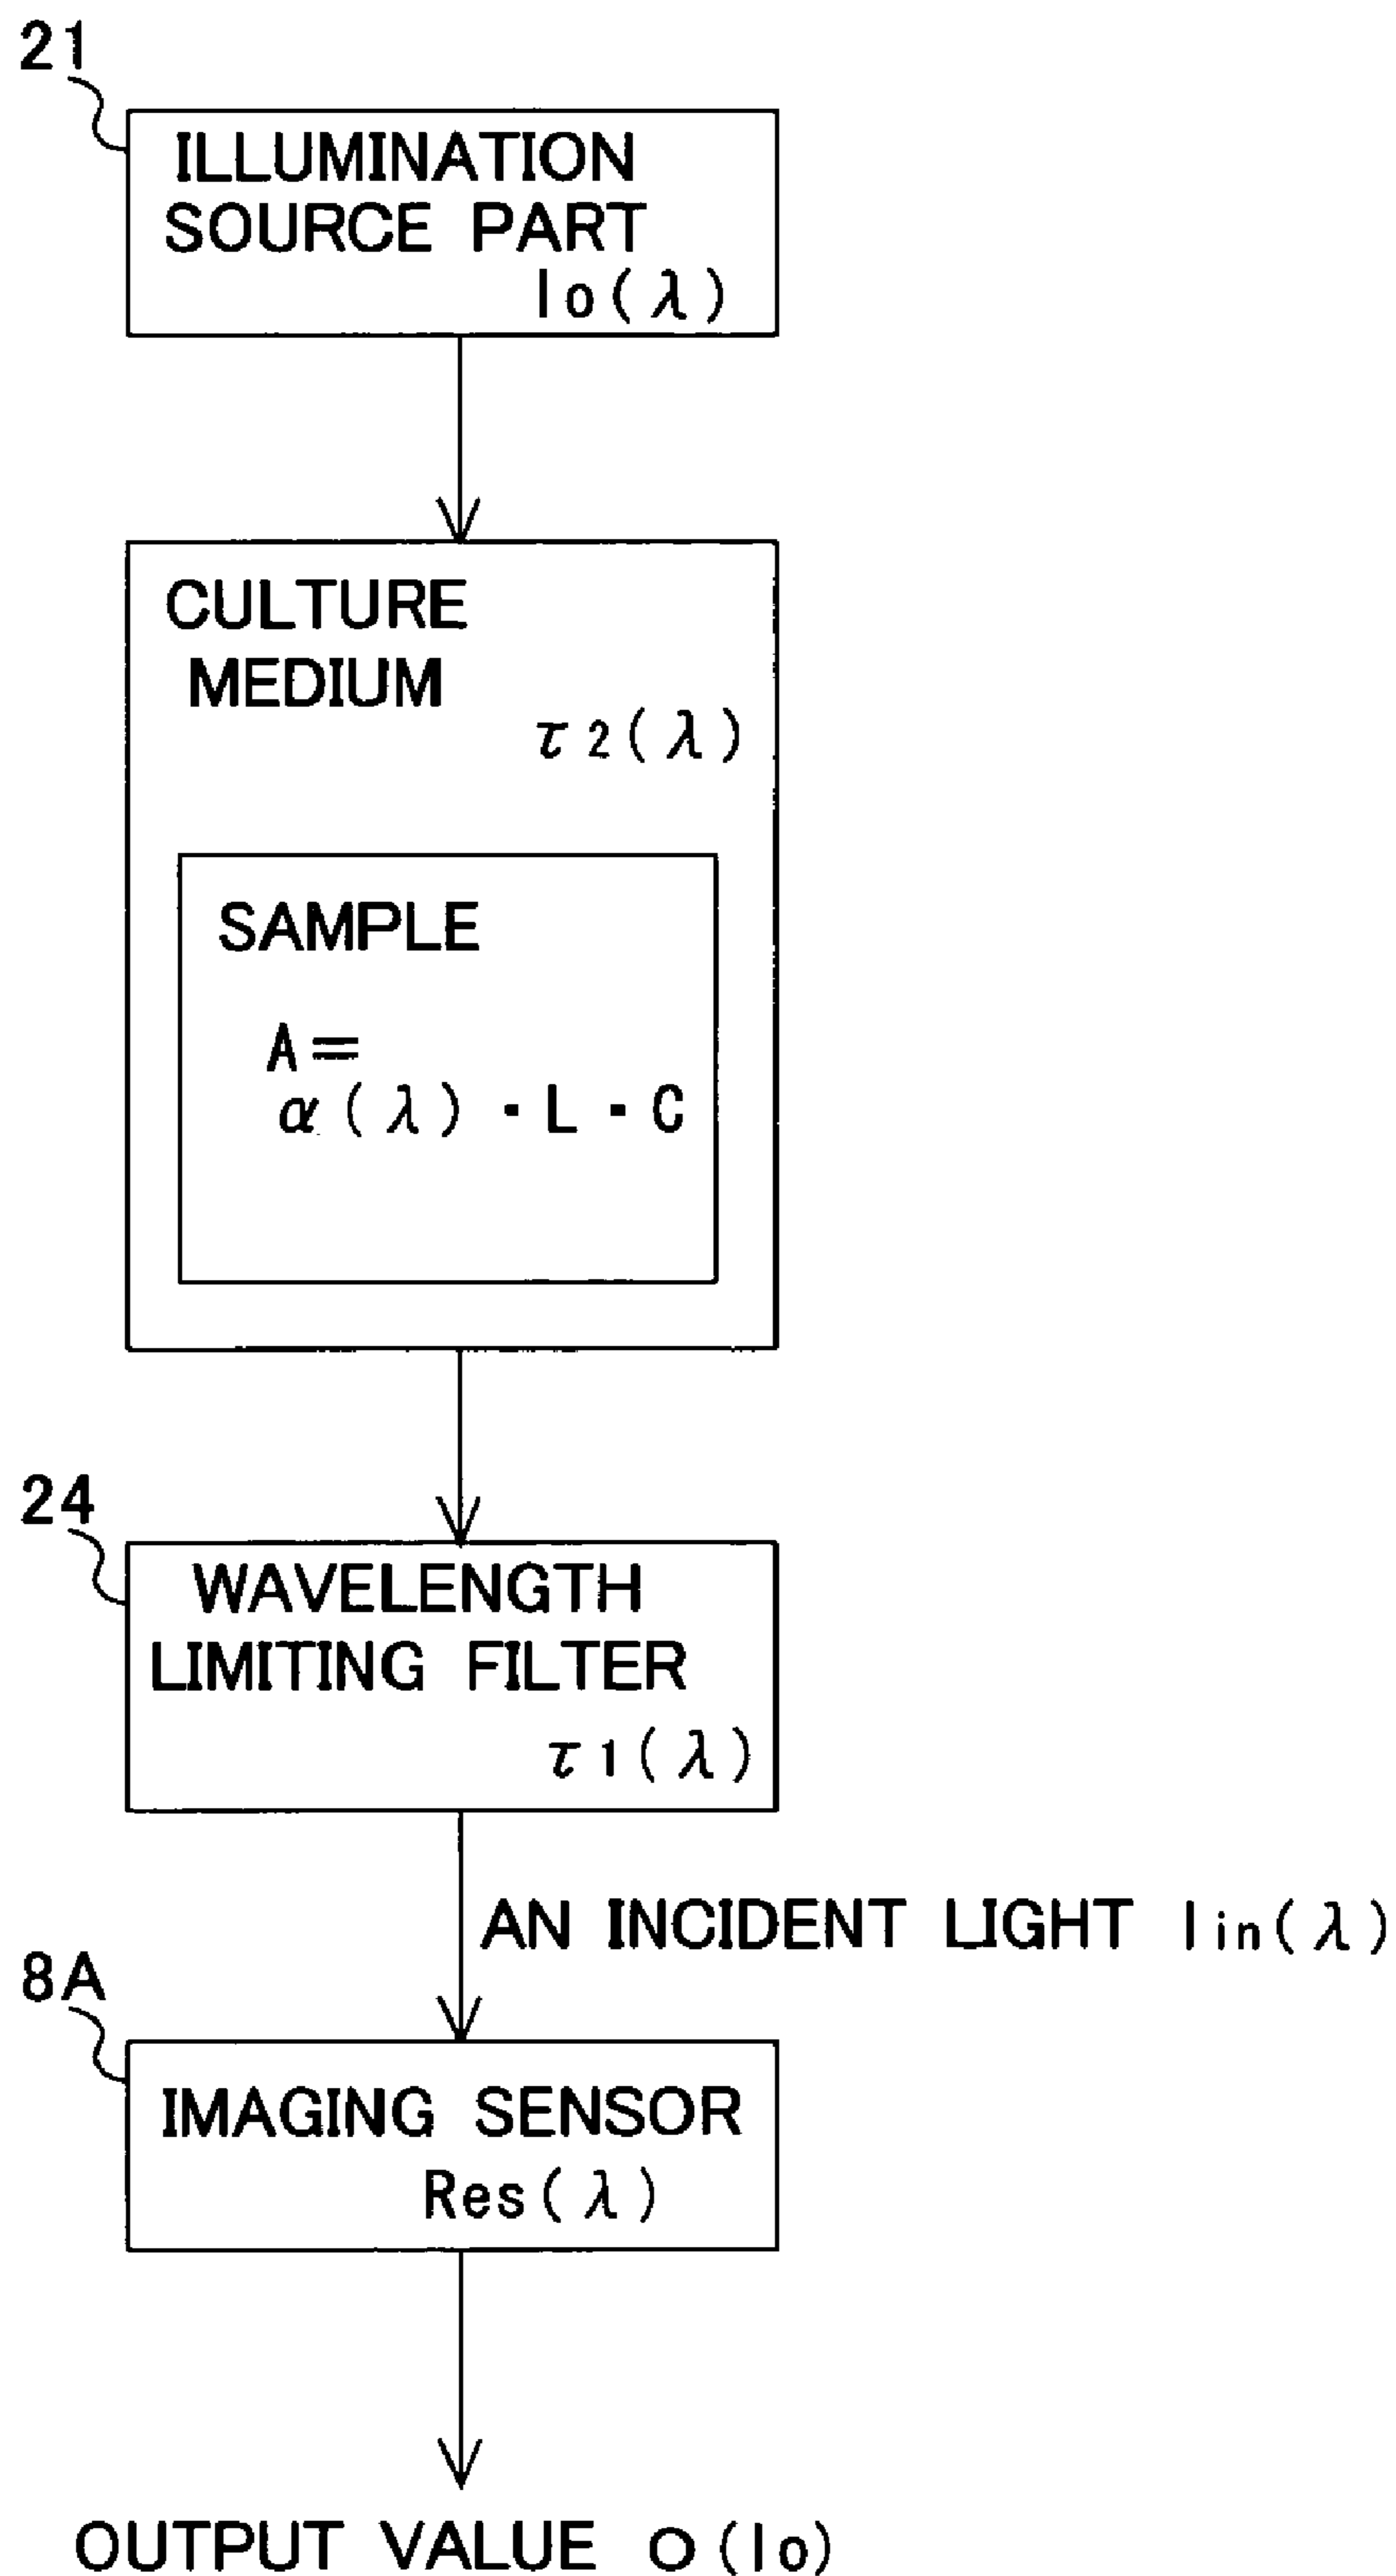 21
ILLUMINATION
SOURCE PART
Io(λ)
CULTURE
MEDIUM
τ2(λ)
SAMPLE
A=
α(λ)・L・C
24
WAVELENGTH
LIMITING FILTER
τ1(λ)
AN INCIDENT LIGHT Iin(λ)
8A
IMAGING SENSOR
Res(λ)
OUTPUT VALUE O(Io)